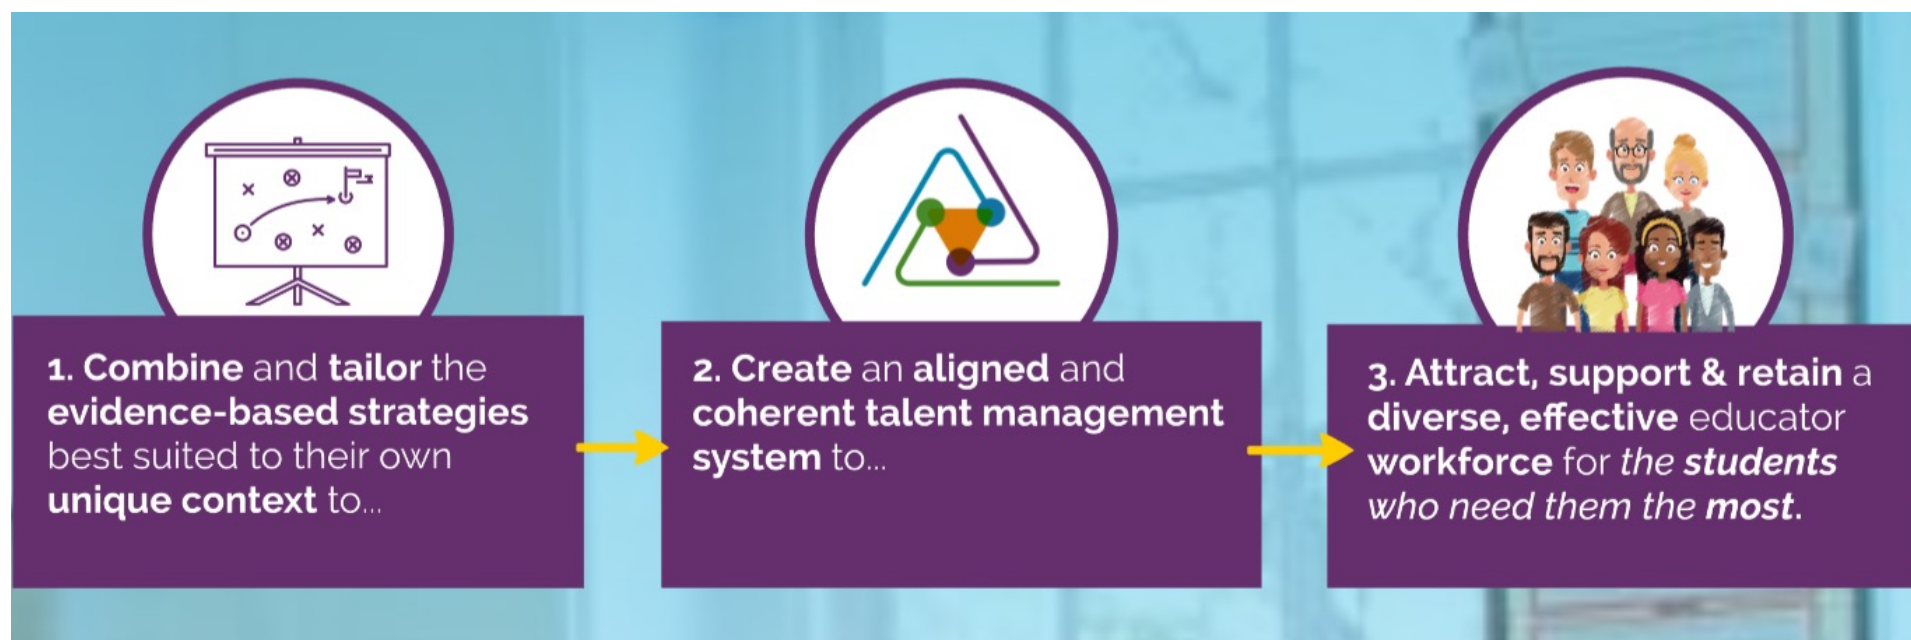 1. Combine and tailor the
evidence-based strategies
best suited to their own
unique context to...
2. Create an aligned and
coherent talent management
system to...
3. Attract, support & retain a
diverse, effective educator
workforce for the students
who need them the most.